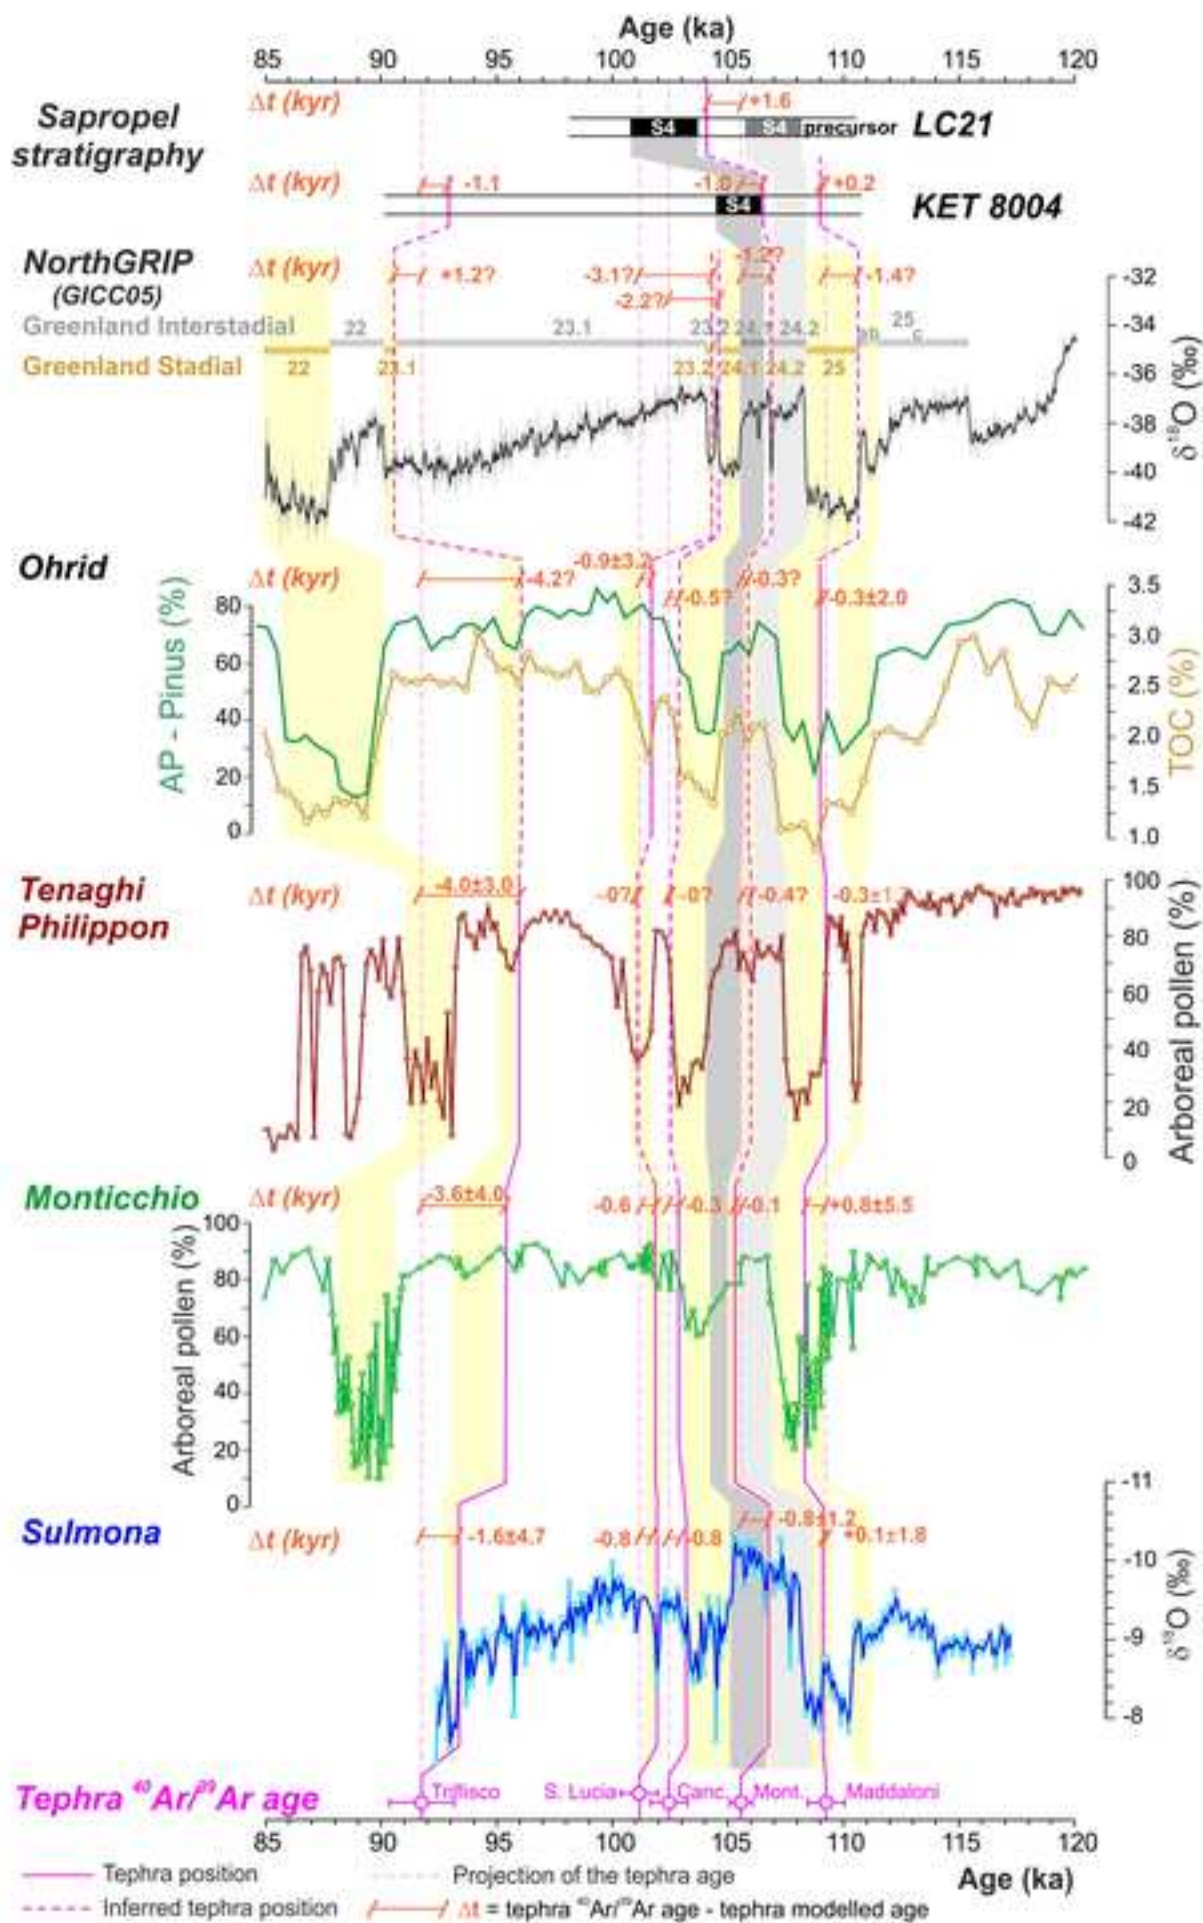 Age (ka)
85 90 95 100 105 110 115 120
Sapropel stratigraphy
Δt (kyr) +1.6
S4 S4 precursor LC21
Δt (kyr) -1.1 -1.0 +0.2
S4 KET 8004
NorthGRIP
(GICC05)
Δt (kyr) +1.2? -3.1? -2.2? -1.2? -1.4?
Greenland Interstadial 22 23.1 23.2 24.1 24.2 25 c
Greenland Stadial 22 23.1 23.2 24.1 24.2 25
-32
-34
-36
-38
-40
-42
δ18O (‰)
Ohrid
Δt (kyr) -4.2? -0.9±3.2 -0.5? -0.3? -0.3±2.0
AP - Pinus (%)
80
60
40
20
0
3.5
3.0
2.5
2.0
1.5
1.0
TOC (%)
Tenaghi
Philippon
Δt (kyr) -4.0±3.0 -0? -0? -0.4?
100
80
60
40
20
0
Arboreal pollen (%)
Monticchio
Δt (kyr) -3.6±4.0 -0.6 -0.3 -0.1 +0.8±5.5
Arboreal pollen (%)
100
80
60
40
20
0
Sulmona
Δt (kyr) -1.6±4.7 -0.8 -0.8 -0.8±1.2 +0.1±1.8
-11
-10
-9
-8
δ18O (‰)
Tephra 40Ar/39Ar age
Trifisco S. Lucia Canc. Mont. Maddaloni
85 90 95 100 105 110 115 120
Age (ka)
Tephra position Projection of the tephra age
Inferred tephra position Δt = tephra 40Ar/39Ar age - tephra modelled age